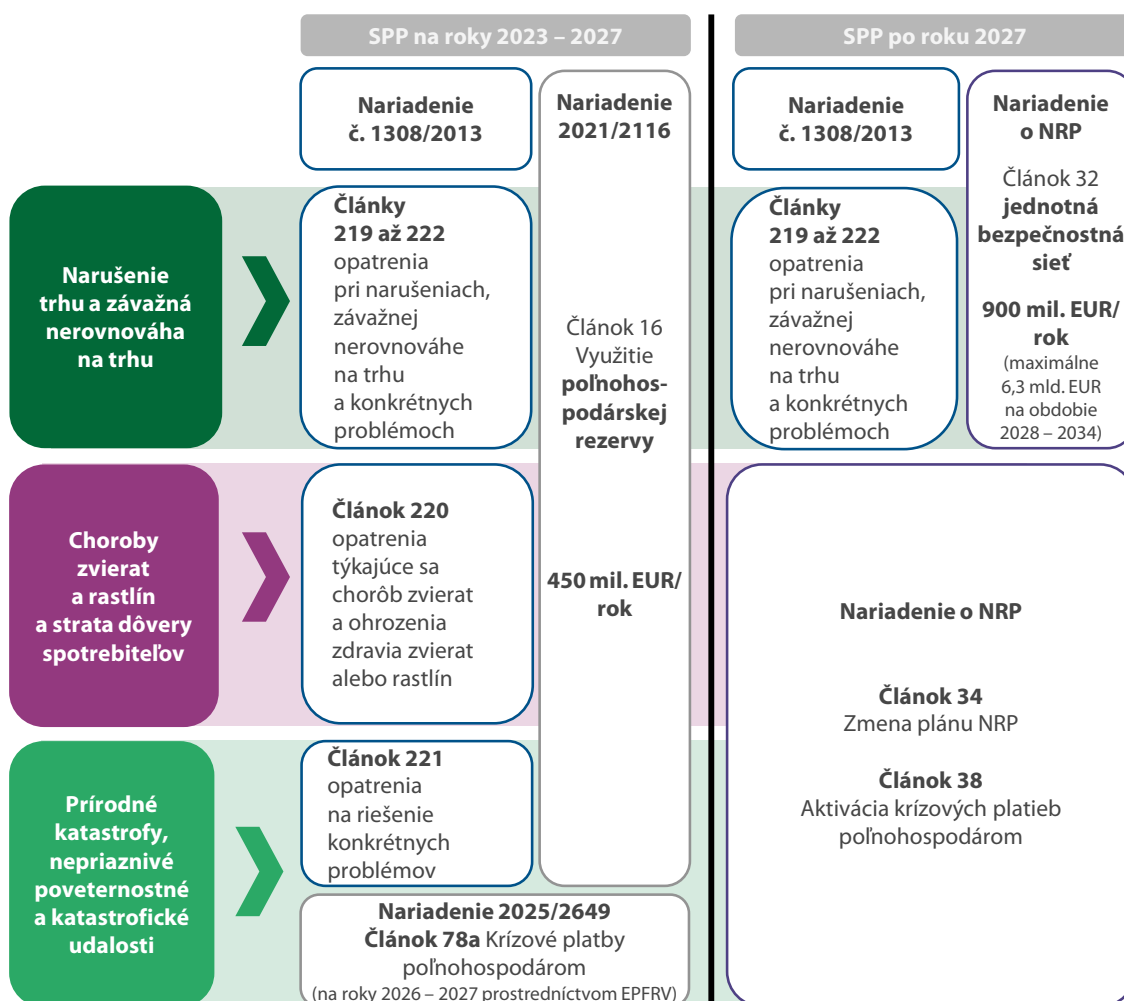 SPP na roky 2023 – 2027
SPP po roku 2027
Nariadenie
č. 1308/2013
Nariadenie
2021/2116
Nariadenie
č. 1308/2013
Nariadenie
o NRP
Článok 32
jednotná
bezpečnostná
sieť
900 mil. EUR/
rok
(maximálne
6,3 mld. EUR
na obdobie
2028 – 2034)
Narušenie
trhu a závažná
nerovnováha
na trhu
Články
219 až 222
opatrenia
pri narušeniach,
závažnej
nerovnováhe
na trhu
a konkrétnych
problémoch
Článok 16
Využitie
poľnohos-
podárskej
rezervy
450 mil. EUR/
rok
Články
219 až 222
opatrenia
pri narušeniach,
závažnej
nerovnováhe
na trhu
a konkrétnych
problémoch
Choroby
zvierat
a rastlín
a strata dôvery
spotrebiteľov
Článok 220
opatrenia
týkajúce sa
chorôb zvierat
a ohrozenia
zdravia zvierat
alebo rastlín
Nariadenie o NRP
Článok 34
Zmena plánu NRP
Článok 38
Aktivácia krízových platieb
poľnohospodárom
Prírodné
katastrofy,
nepriaznivé
poveternostné
a katastrofické
udalosti
Článok 221
opatrenia
na riešenie
konkrétnych
problémov
Nariadenie 2025/2649
Článok 78a Krízové platby
poľnohospodárom
(na roky 2026 – 2027 prostredníctvom EPFRV)